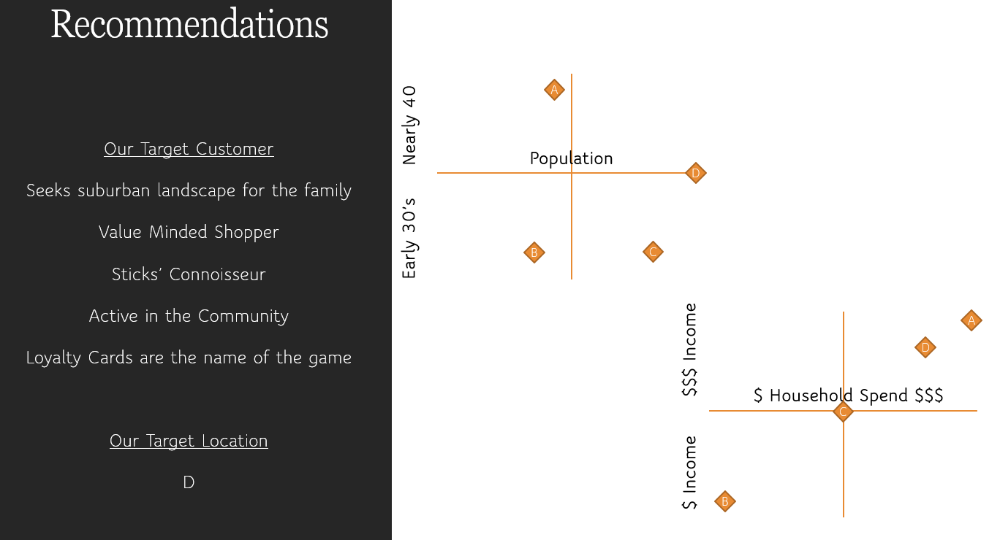 Recommendations
Our Target Customer
Seeks suburban landscape for the family
Value Minded Shopper
Sticks’ Connoisseur
Active in the Community
Loyalty Cards are the name of the game
Our Target Location
D
Nearly 40
Early 30’s
A
Population
D
B
C
$$$ Income
$ Income
A
D
$ Household Spend $$$
C
B